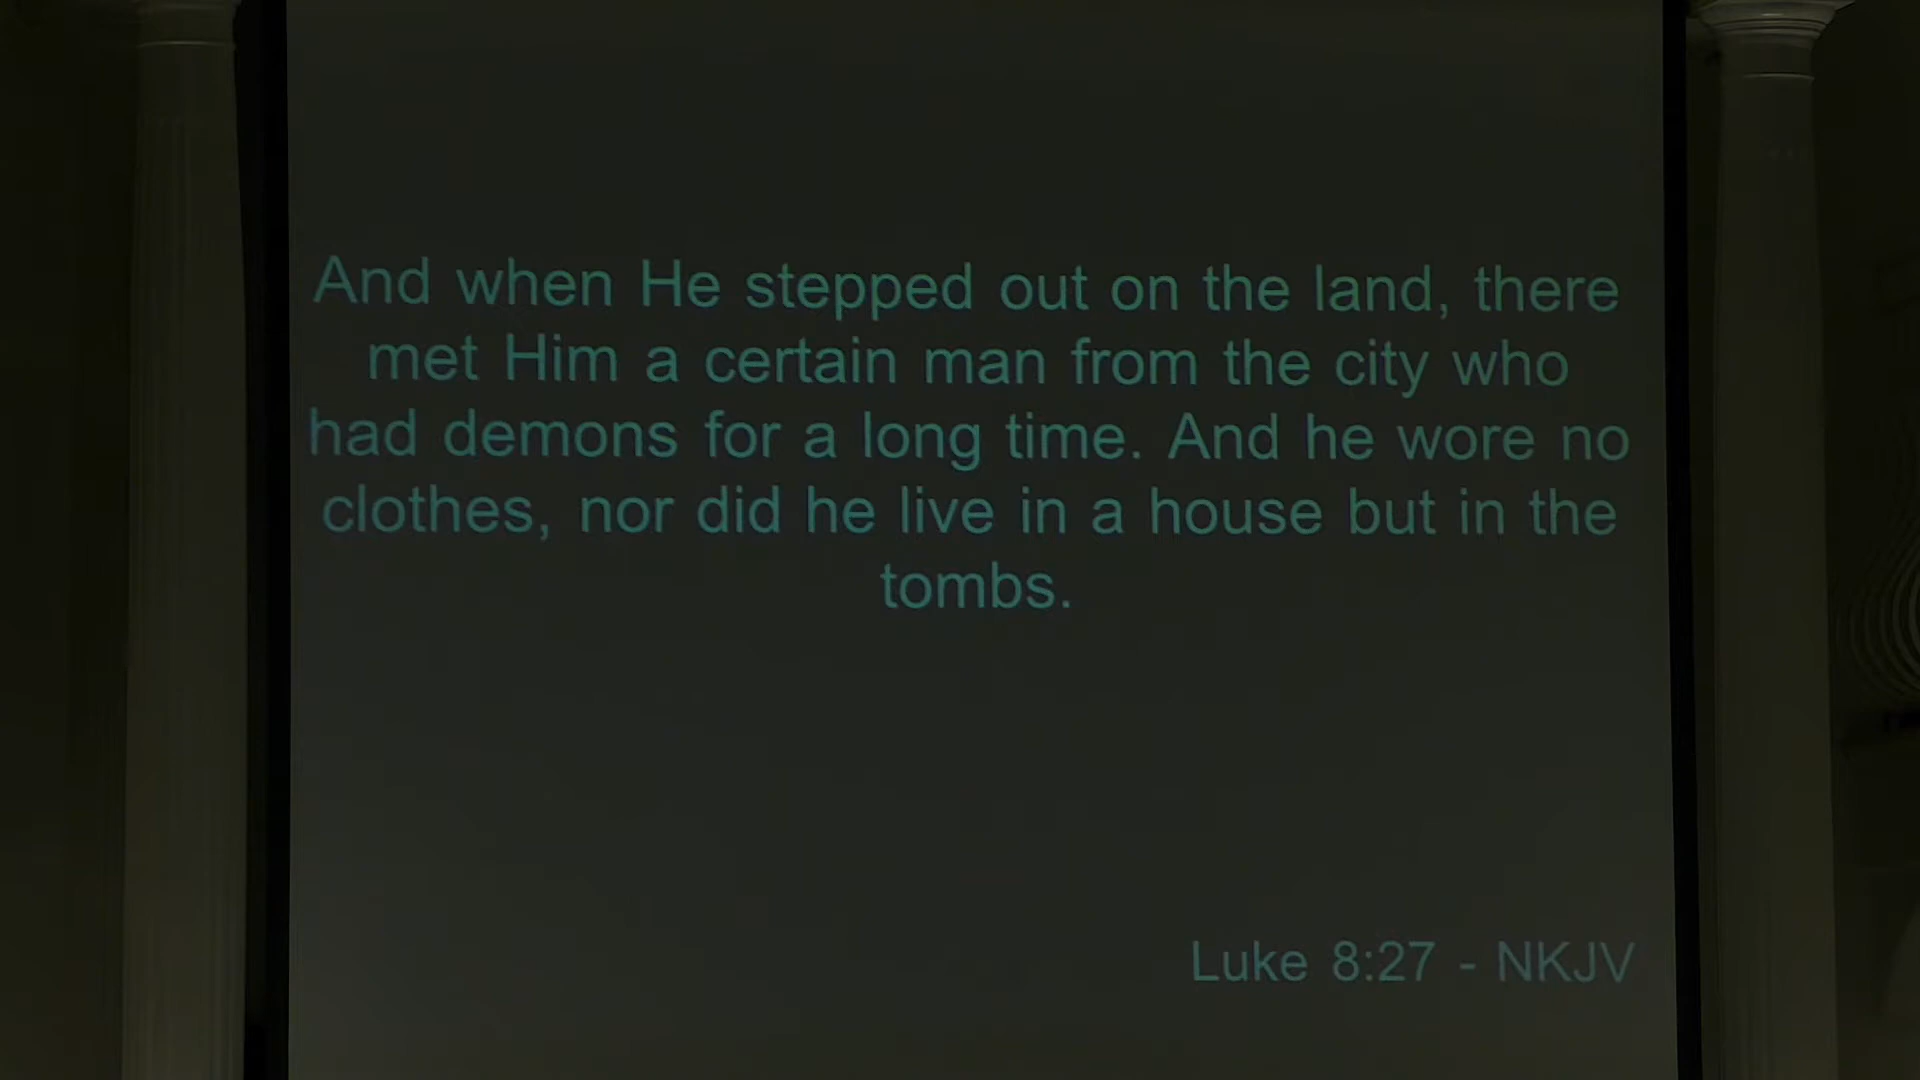 And when He stepped out on the land, there
met Him a certain man from the city who
had demons for a long time. And he wore no
clothes, nor did he live in a house but in the
tombs.
Luke 8:27 - NKJV